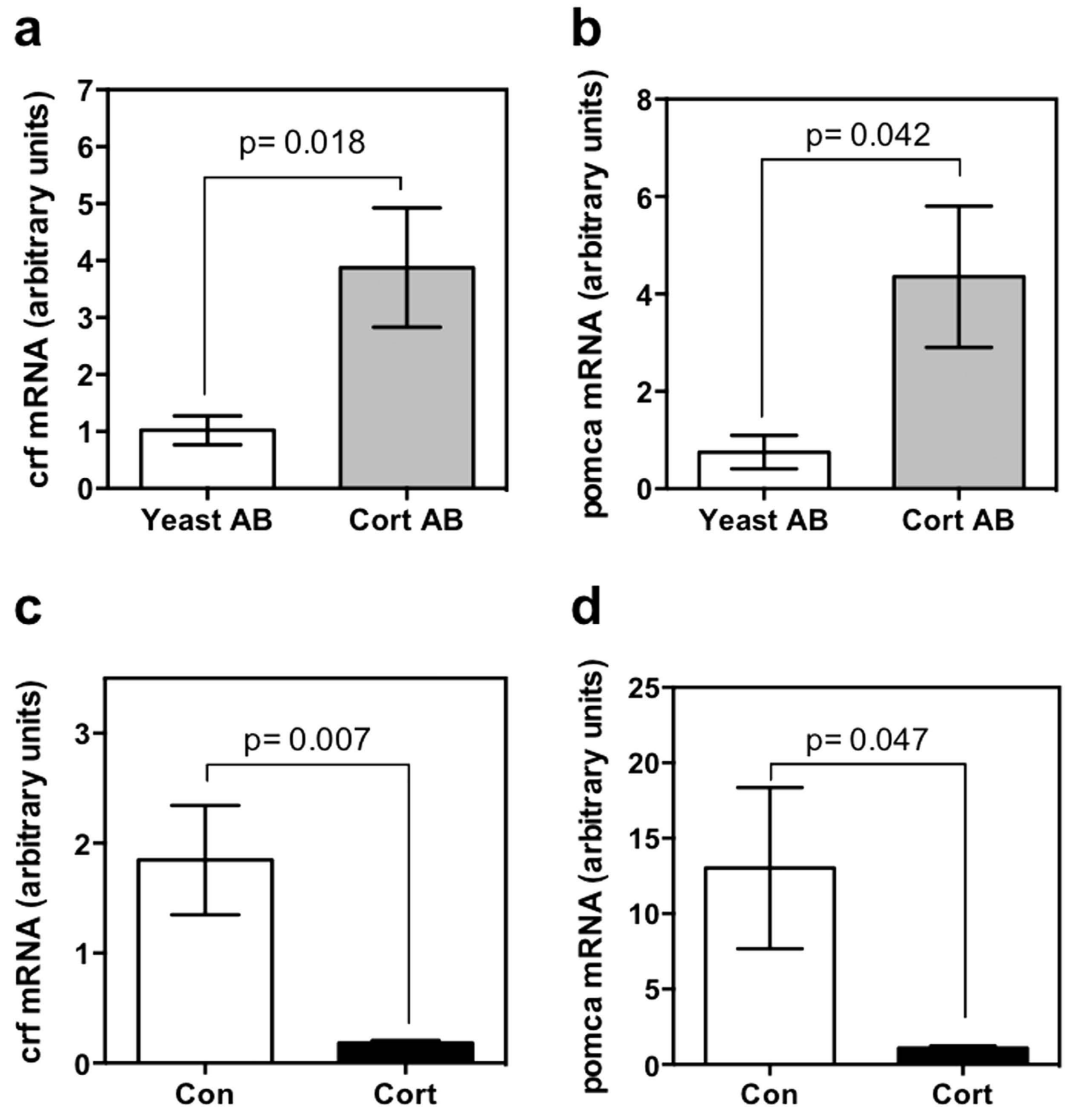 a
crf mRNA (arbitrary units)
7
6
5
4
3
2
1
0
p= 0.018
Yeast AB
Cort AB
b
pomca mRNA (arbitrary units)
8
6
4
2
0
p= 0.042
Yeast AB
Cort AB
c
crf mRNA (arbitrary units)
3
2
1
0
p= 0.007
Con
Cort
d
pomca mRNA (arbitrary units)
25
20
15
10
5
0
p= 0.047
Con
Cort